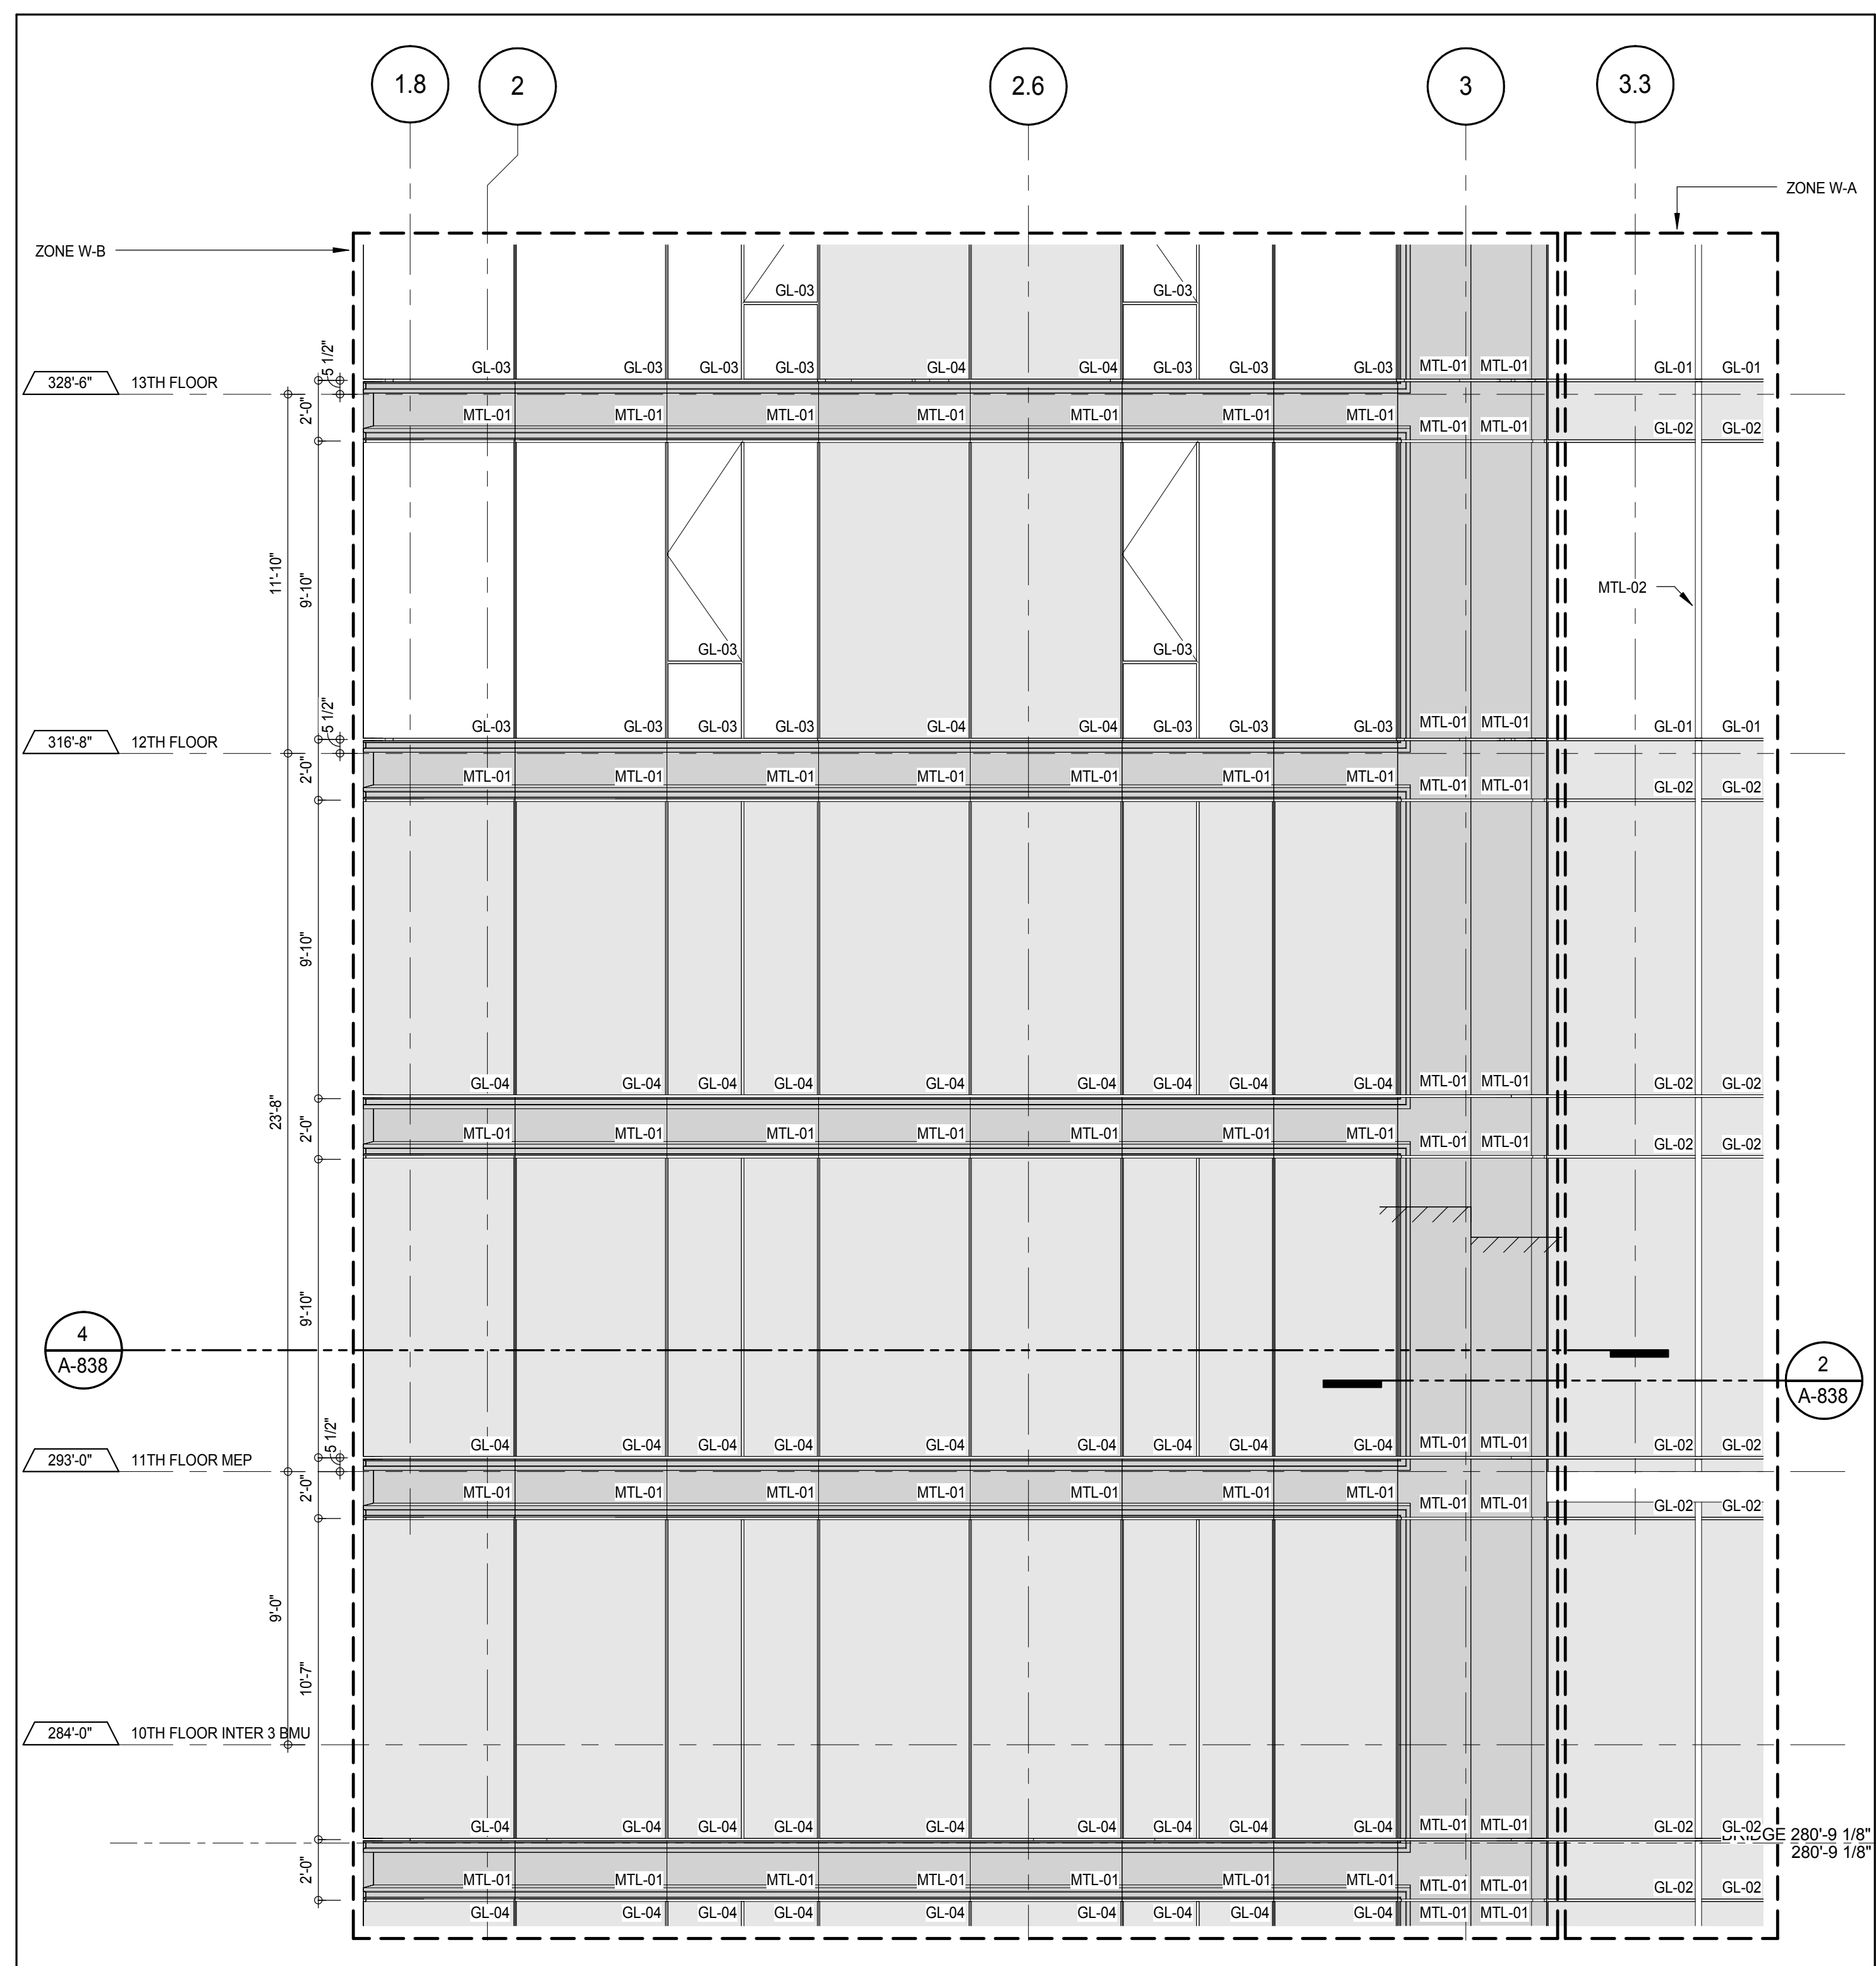 1.8 2 2.6 3 3.3
ZONE W-A
ZONE W-B
GL-03 GL-03
GL-03 GL-03 GL-03 GL-03 GL-04 GL-04 GL-03 GL-03 GL-03 MTL-01 MTL-01 GL-01 GL-01
5 1/2"
328'-6" 13TH FLOOR
2'-0"
MTL-01 MTL-01 MTL-01 MTL-01 MTL-01 MTL-01 MTL-01 MTL-01 MTL-01 GL-02 GL-02
11'-10"
9'-10"
MTL-02
GL-03 GL-03
GL-03 GL-03 GL-03 GL-03 GL-04 GL-04 GL-03 GL-03 GL-03 MTL-01 MTL-01 GL-01 GL-01
5 1/2"
316'-8" 12TH FLOOR
2'-0"
MTL-01 MTL-01 MTL-01 MTL-01 MTL-01 MTL-01 MTL-01 MTL-01 MTL-01 GL-02 GL-02
9'-10"
GL-04 GL-04 GL-04 GL-04 GL-04 GL-04 GL-04 GL-04 GL-04 MTL-01 MTL-01 GL-02 GL-02
23'-8"
2'-0"
MTL-01 MTL-01 MTL-01 MTL-01 MTL-01 MTL-01 MTL-01 MTL-01 MTL-01 GL-02 GL-02
9'-10"
4
A-838
2
A-838
GL-04 GL-04 GL-04 GL-04 GL-04 GL-04 GL-04 GL-04 GL-04 MTL-01 MTL-01 GL-02 GL-02
5 1/2"
293'-0" 11TH FLOOR MEP
2'-0"
MTL-01 MTL-01 MTL-01 MTL-01 MTL-01 MTL-01 MTL-01 MTL-01 MTL-01 GL-02 GL-02
9'-0"
10'-7"
284'-0" 10TH FLOOR INTER 3 BMU
GL-04 GL-04 GL-04 GL-04 GL-04 GL-04 GL-04 GL-04 GL-04 MTL-01 MTL-01 GL-02 GL-02
BRIDGE 280'-9 1/8"
280'-9 1/8"
2'-0"
MTL-01 MTL-01 MTL-01 MTL-01 MTL-01 MTL-01 MTL-01 MTL-01 MTL-01 GL-02 GL-02
GL-04 GL-04 GL-04 GL-04 GL-04 GL-04 GL-04 GL-04 GL-04 MTL-01 MTL-01